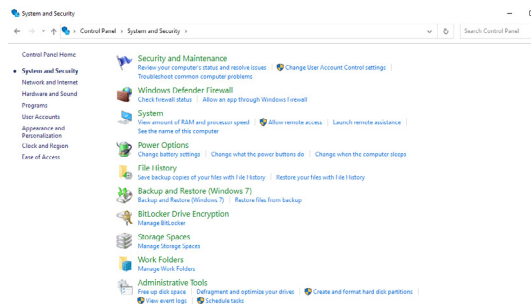 System and Security
Control Panel › System and Security ›
Search Control Panel
Control Panel Home
System and Security
Network and Internet
Hardware and Sound
Programs
User Accounts
Appearance and
Personalization
Clock and Region
Ease of Access
Security and Maintenance
Review your computer's status and resolve issues | Change User Account Control settings |
Troubleshoot common computer problems
Windows Defender Firewall
Check firewall status | Allow an app through Windows Firewall
System
View amount of RAM and processor speed | Allow remote access | Launch remote assistance |
See the name of this computer
Power Options
Change battery settings | Change what the power buttons do | Change when the computer sleeps
File History
Save backup copies of your files with File History | Restore your files with File History
Backup and Restore (Windows 7)
Backup and Restore (Windows 7) | Restore files from backup
BitLocker Drive Encryption
Manage BitLocker
Storage Spaces
Manage Storage Spaces
Work Folders
Manage Work Folders
Administrative Tools
Free up disk space | Defragment and optimize your drives | Create and format hard disk partitions |
View event logs | Schedule tasks